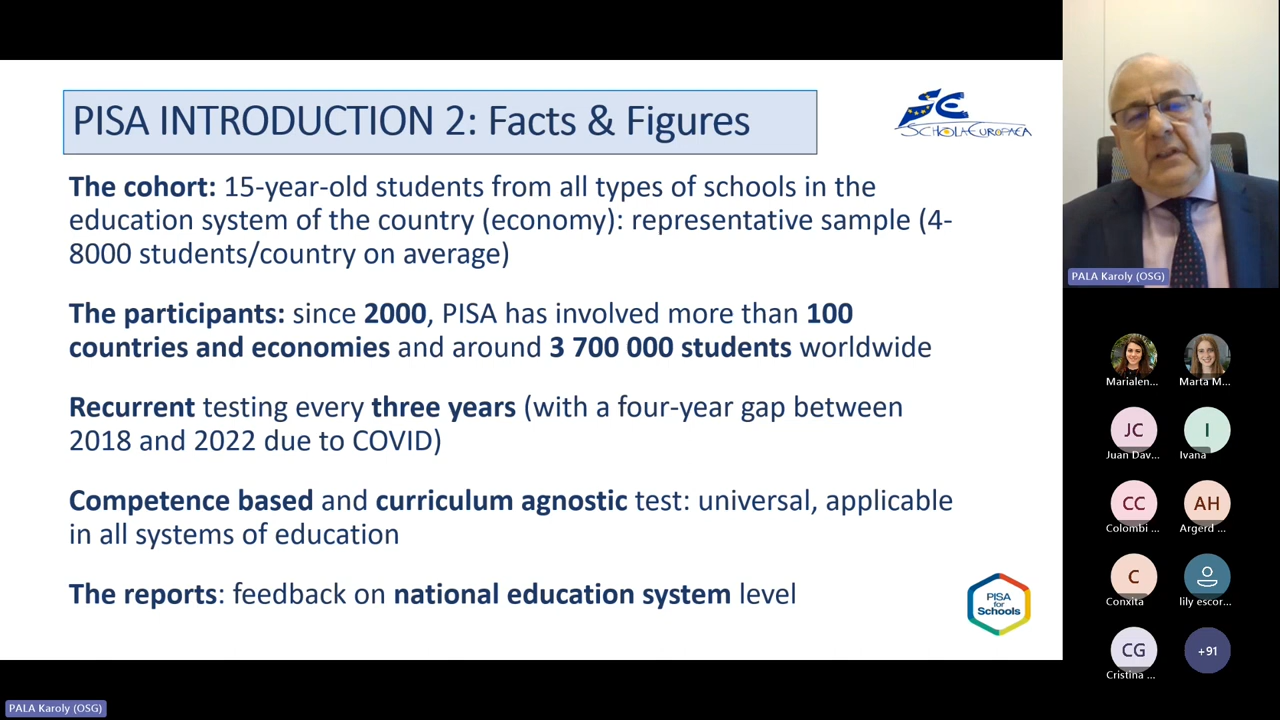 PISA INTRODUCTION 2: Facts & Figures
SCHOLA EUROPAEA
The cohort: 15-year-old students from all types of schools in the
education system of the country (economy): representative sample (4-
8000 students/country on average)
The participants: since 2000, PISA has involved more than 100
countries and economies and around 3 700 000 students worldwide
Recurrent testing every three years (with a four-year gap between
2018 and 2022 due to COVID)
Competence based and curriculum agnostic test: universal, applicable
in all systems of education
The reports: feedback on national education system level
PISA
for
Schools
PALA Karoly (OSG)
Marialen...
Marta M...
JC
Juan Dav...
I
Ivana
CC
Colombi ...
AH
Argerd ...
C
Conxita
lily escor...
CG
Cristina ...
+91
PALA Karoly (OSG)